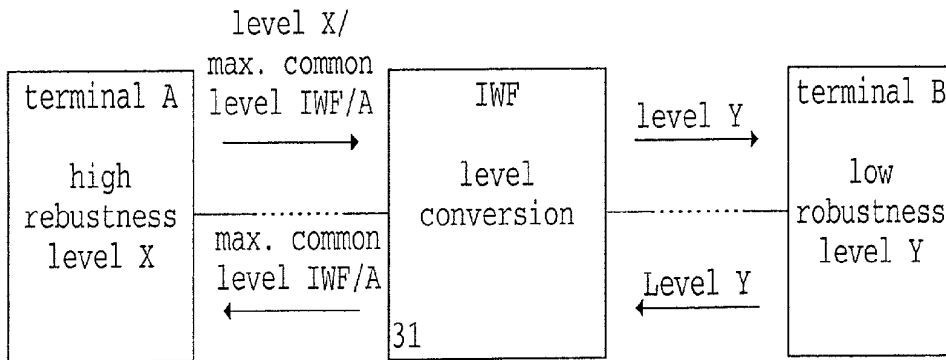 level X/
max. common
level IWF/A
terminal A
high
rebustness
level X
max. common
level IWF/A
IWF
level
conversion
31
level Y
Level Y
terminal B
low
robustness
level Y